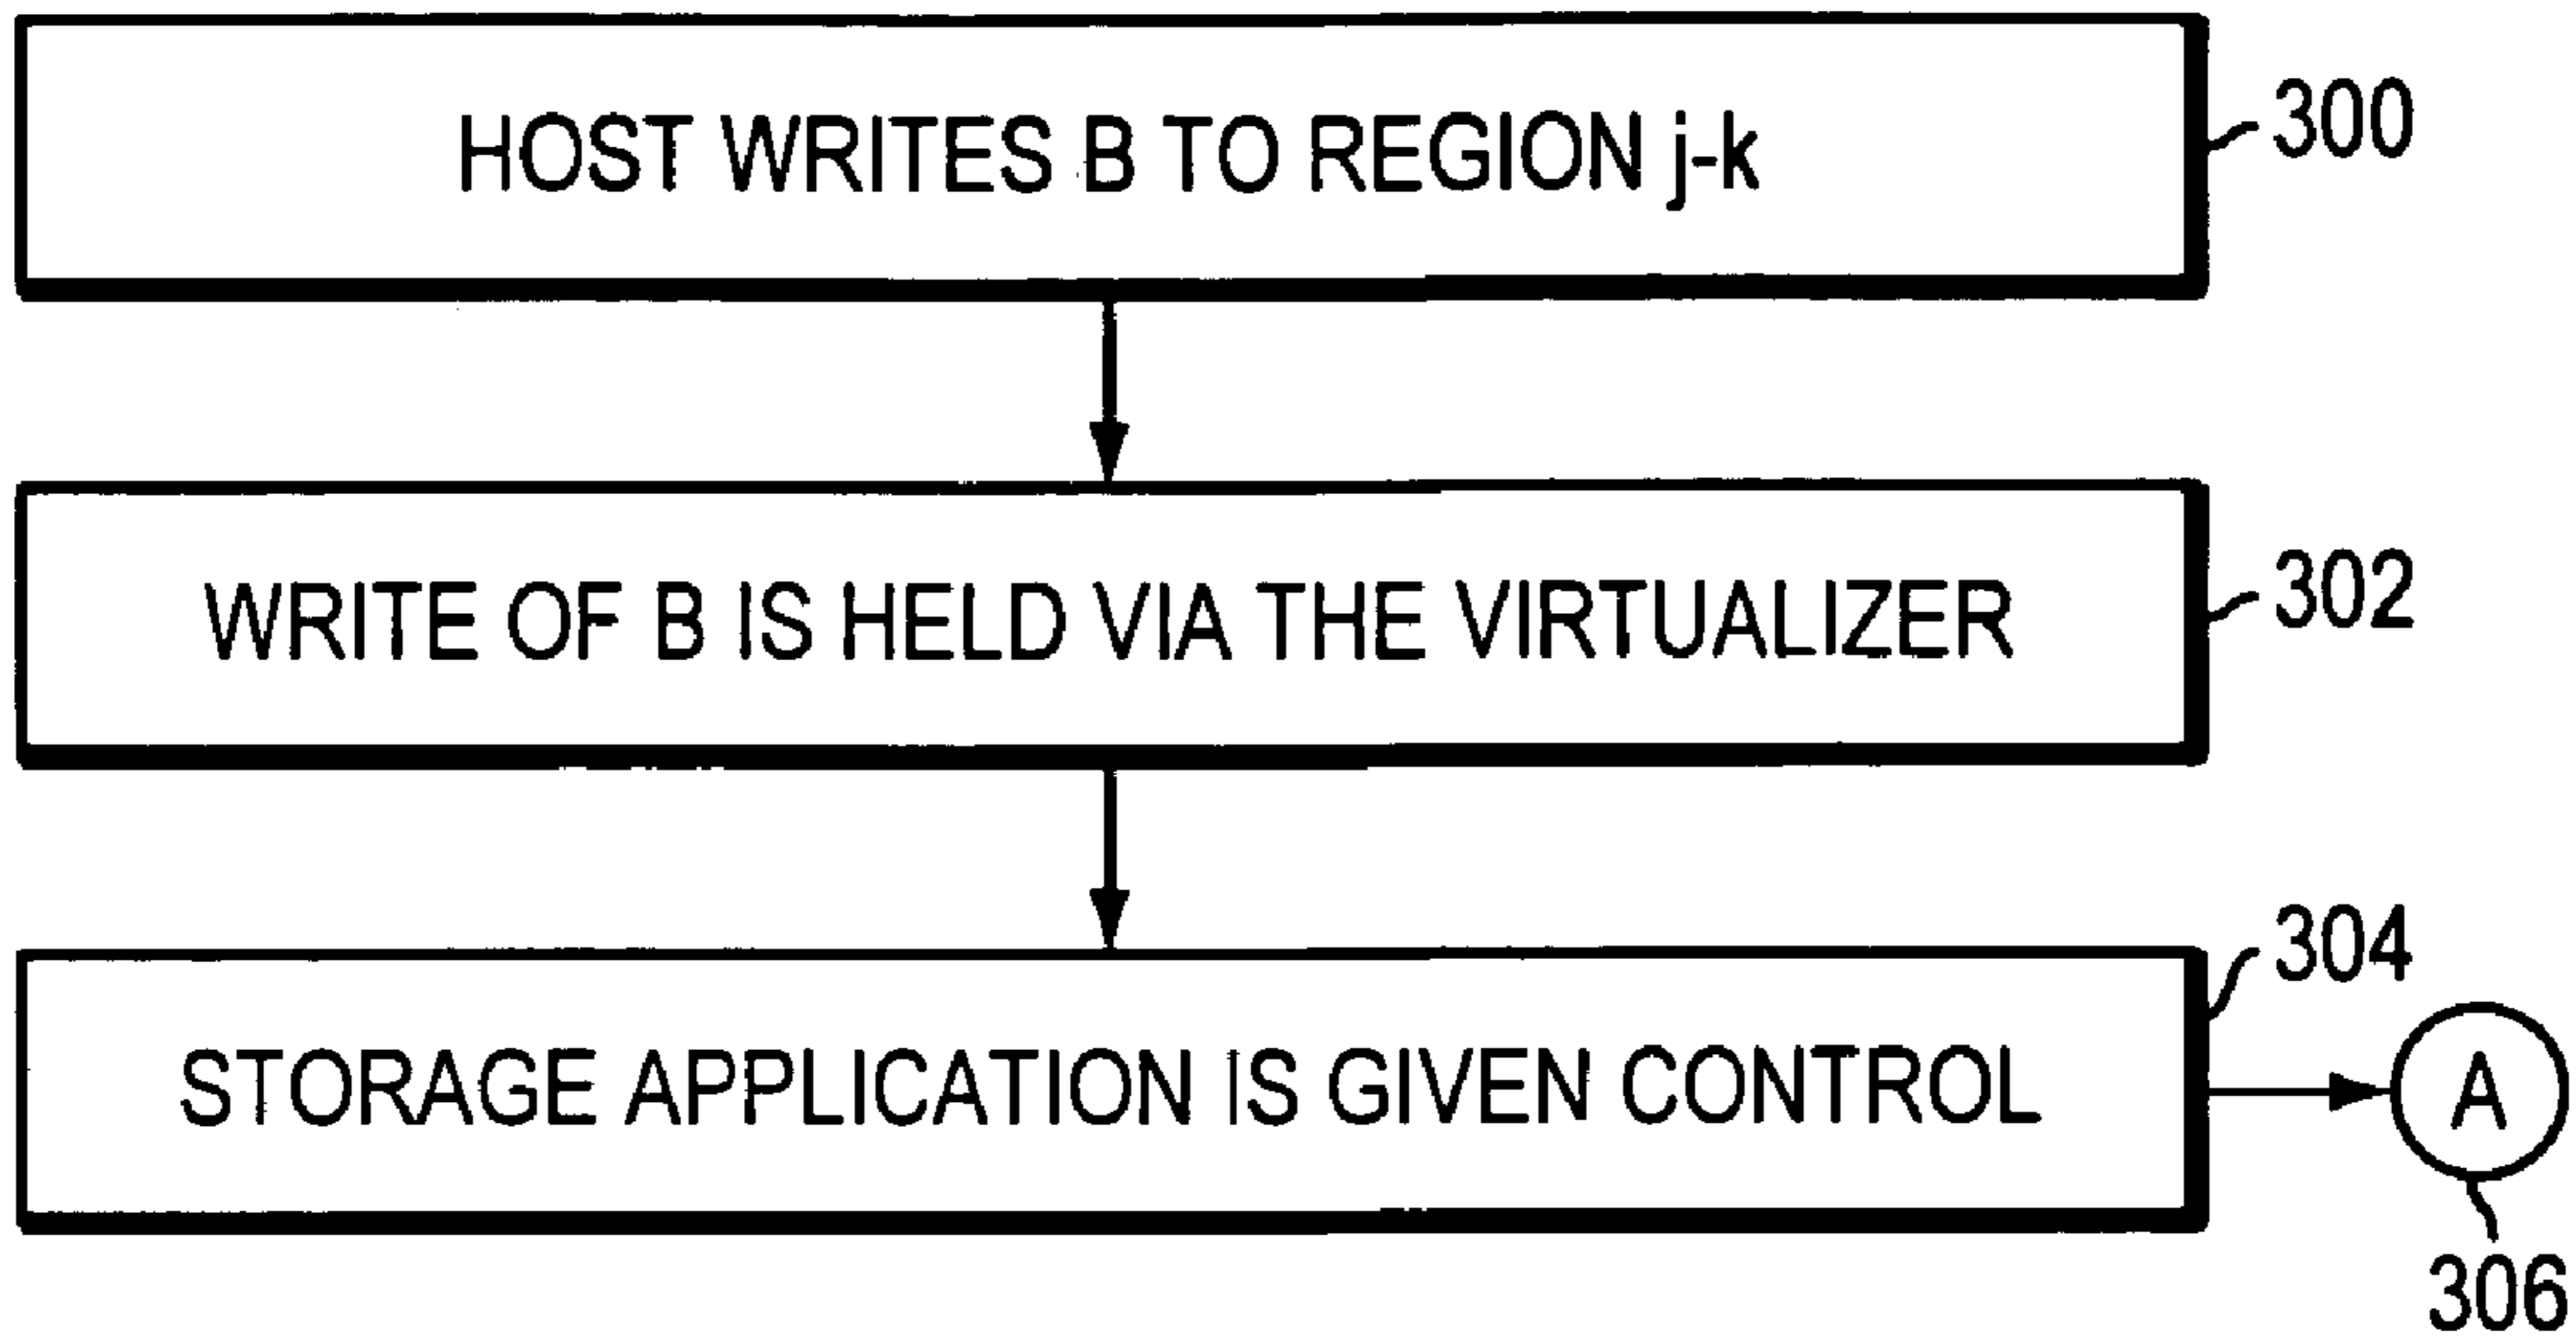 HOST WRITES B TO REGION j-k
300
WRITE OF B IS HELD VIA THE VIRTUALIZER
302
304
STORAGE APPLICATION IS GIVEN CONTROL
A
306